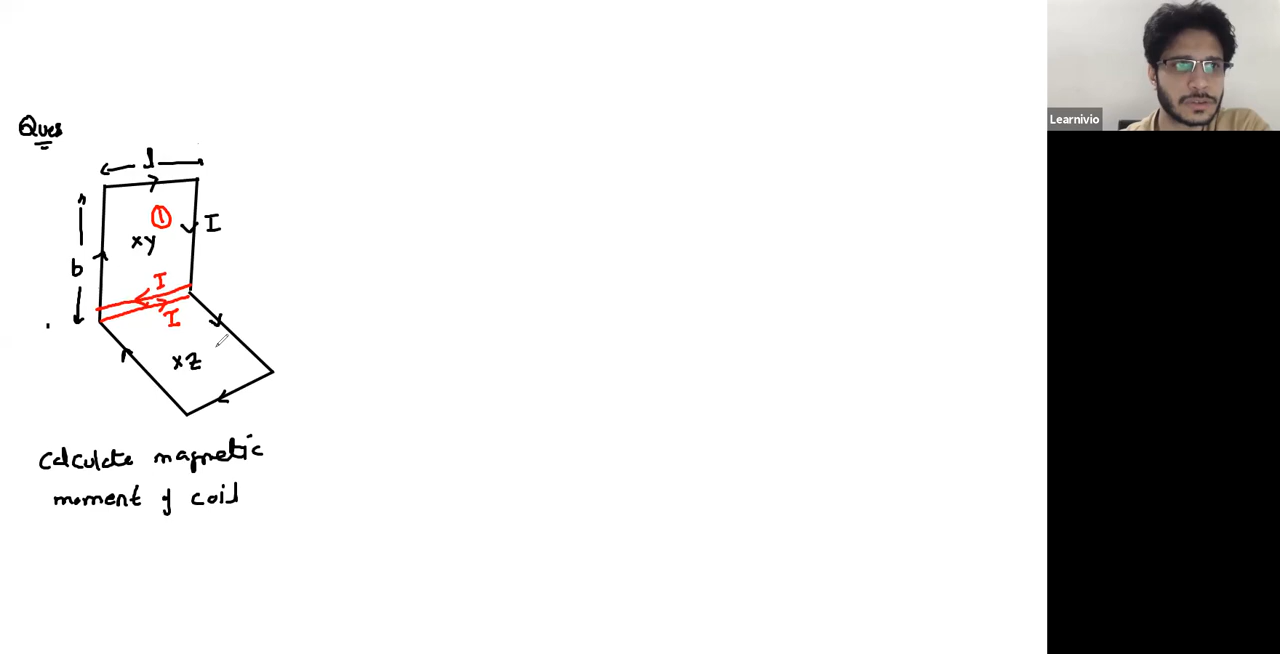 Ques
l
I
①
xy
b
I
I
xz
Calculate magnetic
moment of coil
Learnivio